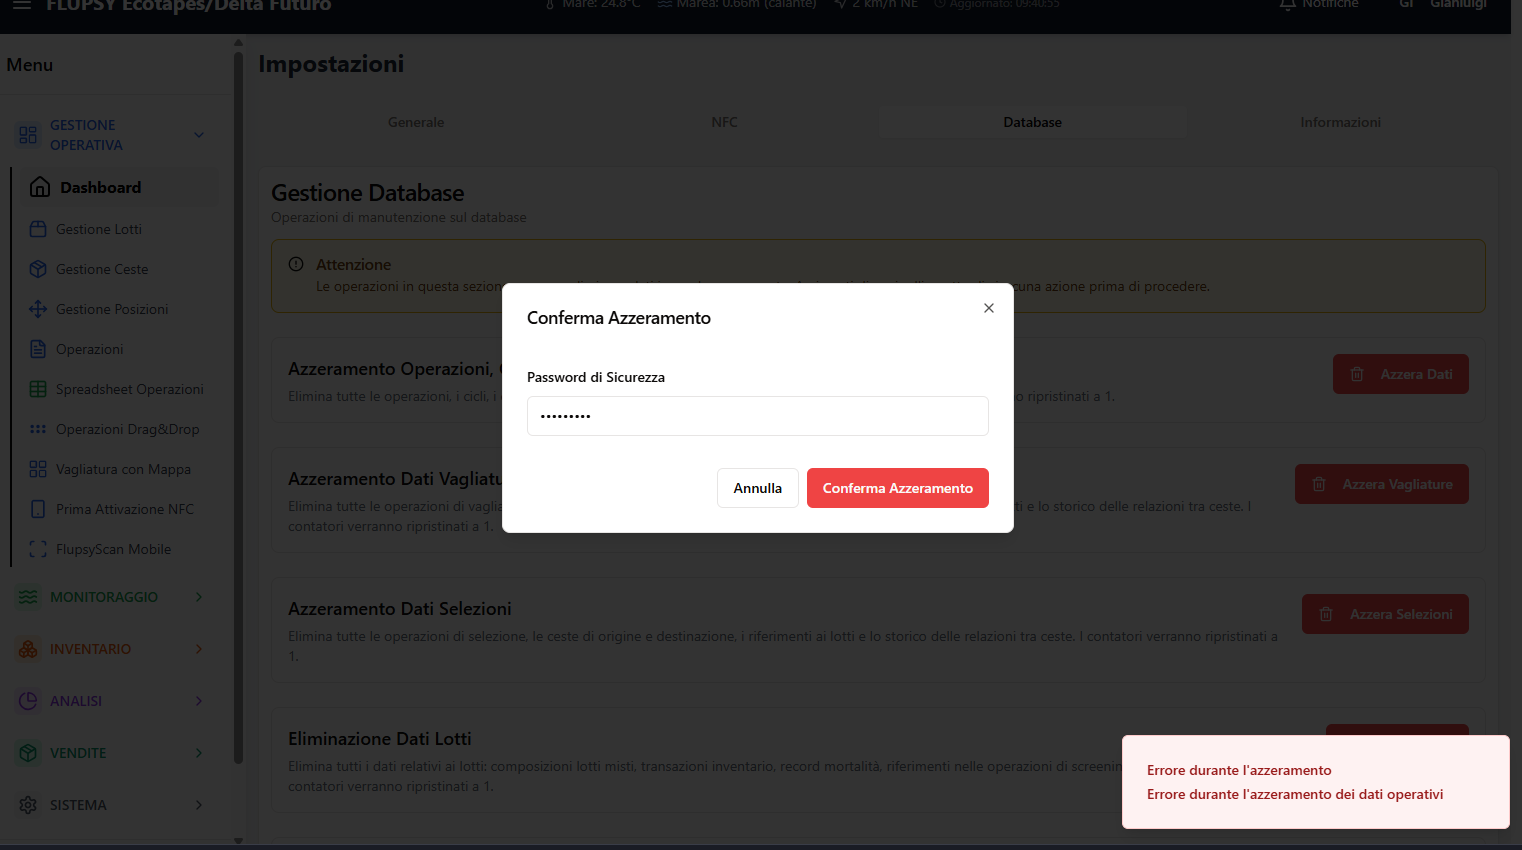 FLUPSY Ecotapes/Delta Futuro
Mare: 24.8°C
Marea: 0.66m (calante)
2 km/h NE
Aggiornato: 09:40:55
Notifiche
GI
Gianluigi
Menu
GESTIONE
OPERATIVA
Dashboard
Gestione Lotti
Gestione Ceste
Gestione Posizioni
Operazioni
Spreadsheet Operazioni
Operazioni Drag&Drop
Vagliatura con Mappa
Prima Attivazione NFC
FlupsyScan Mobile
MONITORAGGIO
INVENTARIO
ANALISI
VENDITE
SISTEMA
Impostazioni
Generale
NFC
Database
Informazioni
Gestione Database
Operazioni di manutenzione sul database
Attenzione
Le operazioni in questa sezion
cuna azione prima di procedere.
Azzeramento Operazioni,
Elimina tutte le operazioni, i cicli, i
o ripristinati a 1.
Azzera Dati
Azzeramento Dati Vagliatu
Elimina tutte le operazioni di vaglia
ti e lo storico delle relazioni tra ceste. I
contatori verranno ripristinati a 1.
Azzera Vagliature
Azzeramento Dati Selezioni
Elimina tutte le operazioni di selezione, le ceste di origine e destinazione, i riferimenti ai lotti e lo storico delle relazioni tra ceste. I contatori verranno ripristinati a
1.
Azzera Selezioni
Eliminazione Dati Lotti
Elimina tutti i dati relativi ai lotti: composizioni lotti misti, transazioni inventario, record mortalità, riferimenti nelle operazioni di screenin
contatori verranno ripristinati a 1.
Conferma Azzeramento
Password di Sicurezza
•••••••••
Annulla
Conferma Azzeramento
Errore durante l'azzeramento
Errore durante l'azzeramento dei dati operativi